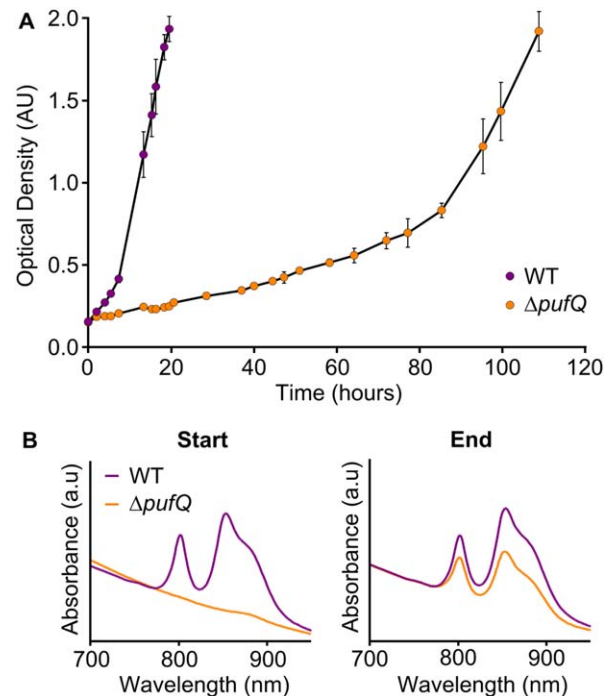 A
2.0
1.5
1.0
0.5
0.0
Optical Density (AU)
0 20 40 60 80 100 120
Time (hours)
WT
ΔpufQ
B
Start
End
WT
ΔpufQ
Absorbance (a.u)
Absorbance (a.u)
700 800 900
700 800 900
Wavelength (nm)
Wavelength (nm)